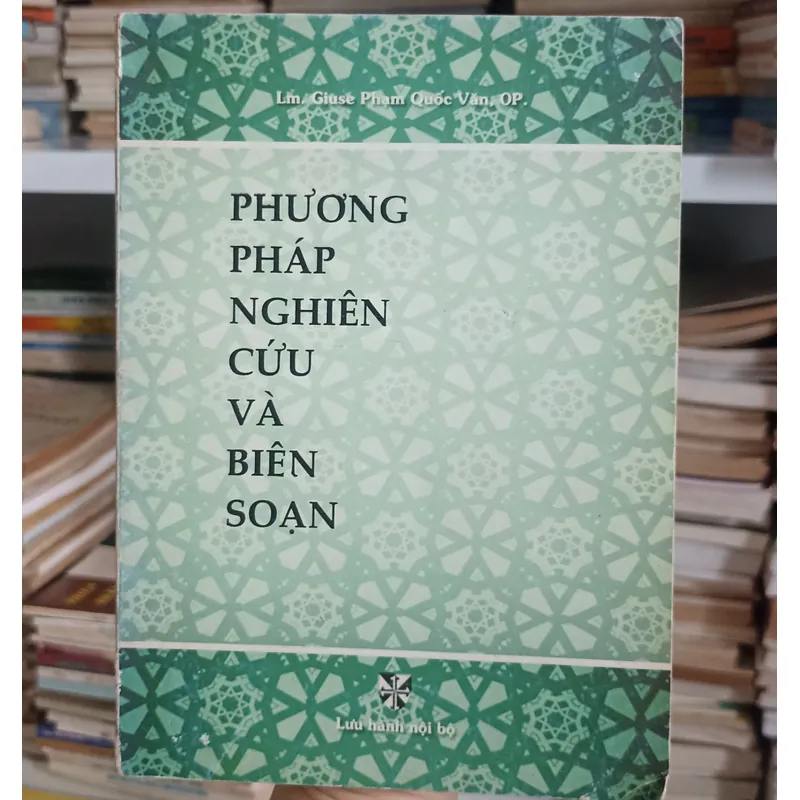 Lm. Giuse Phạm Quốc Văn, OP.
PHƯƠNG
PHÁP
NGHIÊN
CỨU
VÀ
BIÊN
SOẠN
Lưu hành nội bộ